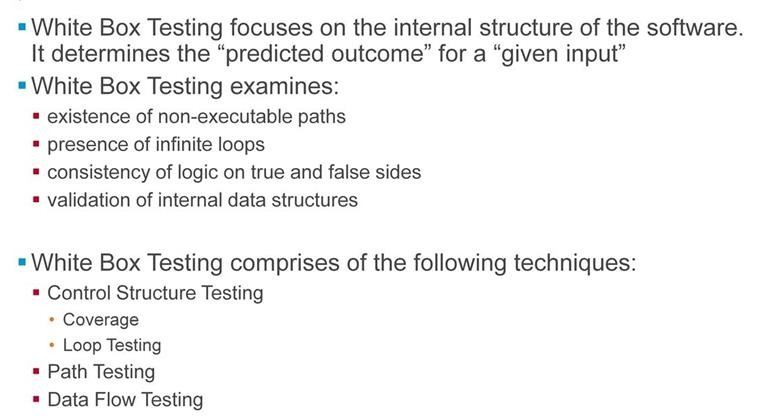 White Box Testing focuses on the internal structure of the software.
It determines the “predicted outcome” for a “given input”
White Box Testing examines:
existence of non-executable paths
presence of infinite loops
consistency of logic on true and false sides
validation of internal data structures
White Box Testing comprises of the following techniques:
Control Structure Testing
Coverage
Loop Testing
Path Testing
Data Flow Testing